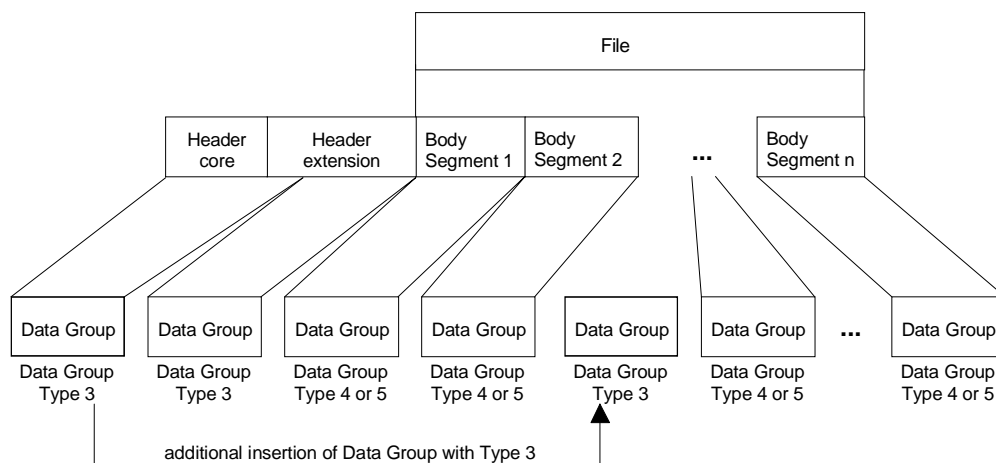 File
Header
core
Header
extension
Body
Segment 1
Body
Segment 2
...
Body
Segment n
Data Group
Data Group
Data Group
Data Group
Data Group
Data Group
...
Data Group
Data Group
Type 3
Data Group
Type 3
Data Group
Type 4 or 5
Data Group
Type 4 or 5
Data Group
Type 3
Data Group
Type 4 or 5
Data Group
Type 4 or 5
additional insertion of Data Group with Type 3